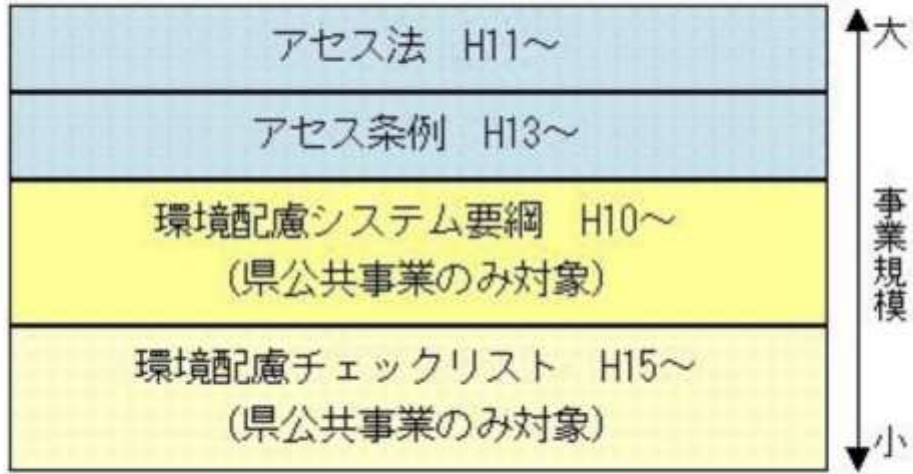 アセス法 H11～
アセス条例 H13～
環境配慮システム要綱 H10～
(県公共事業のみ対象)
環境配慮チェックリスト H15～
(県公共事業のみ対象)
大
事業規模
小